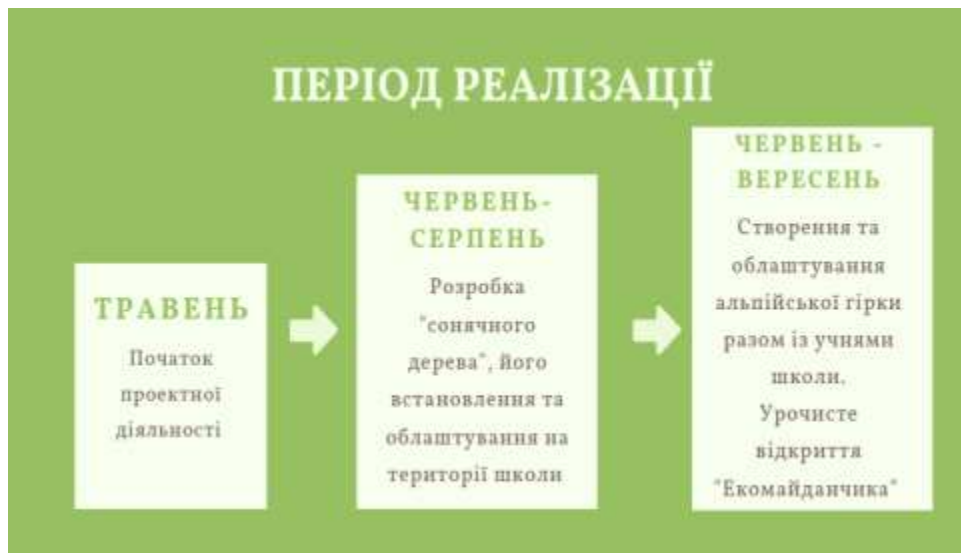 ПЕРІОД РЕАЛІЗАЦІЇ
ТРАВЕНЬ
Початок
проектної
діяльності
ЧЕРВЕНЬ-
СЕРПЕНЬ
Розробка
"сонячного
дерева", його
встановлення та
облаштування на
території школи
ЧЕРВЕНЬ -
ВЕРЕСЕНЬ
Створення та
облаштування
альпійської гірки
разом із учнями
школи.
Урочисте
відкриття
"Екомайданчика"